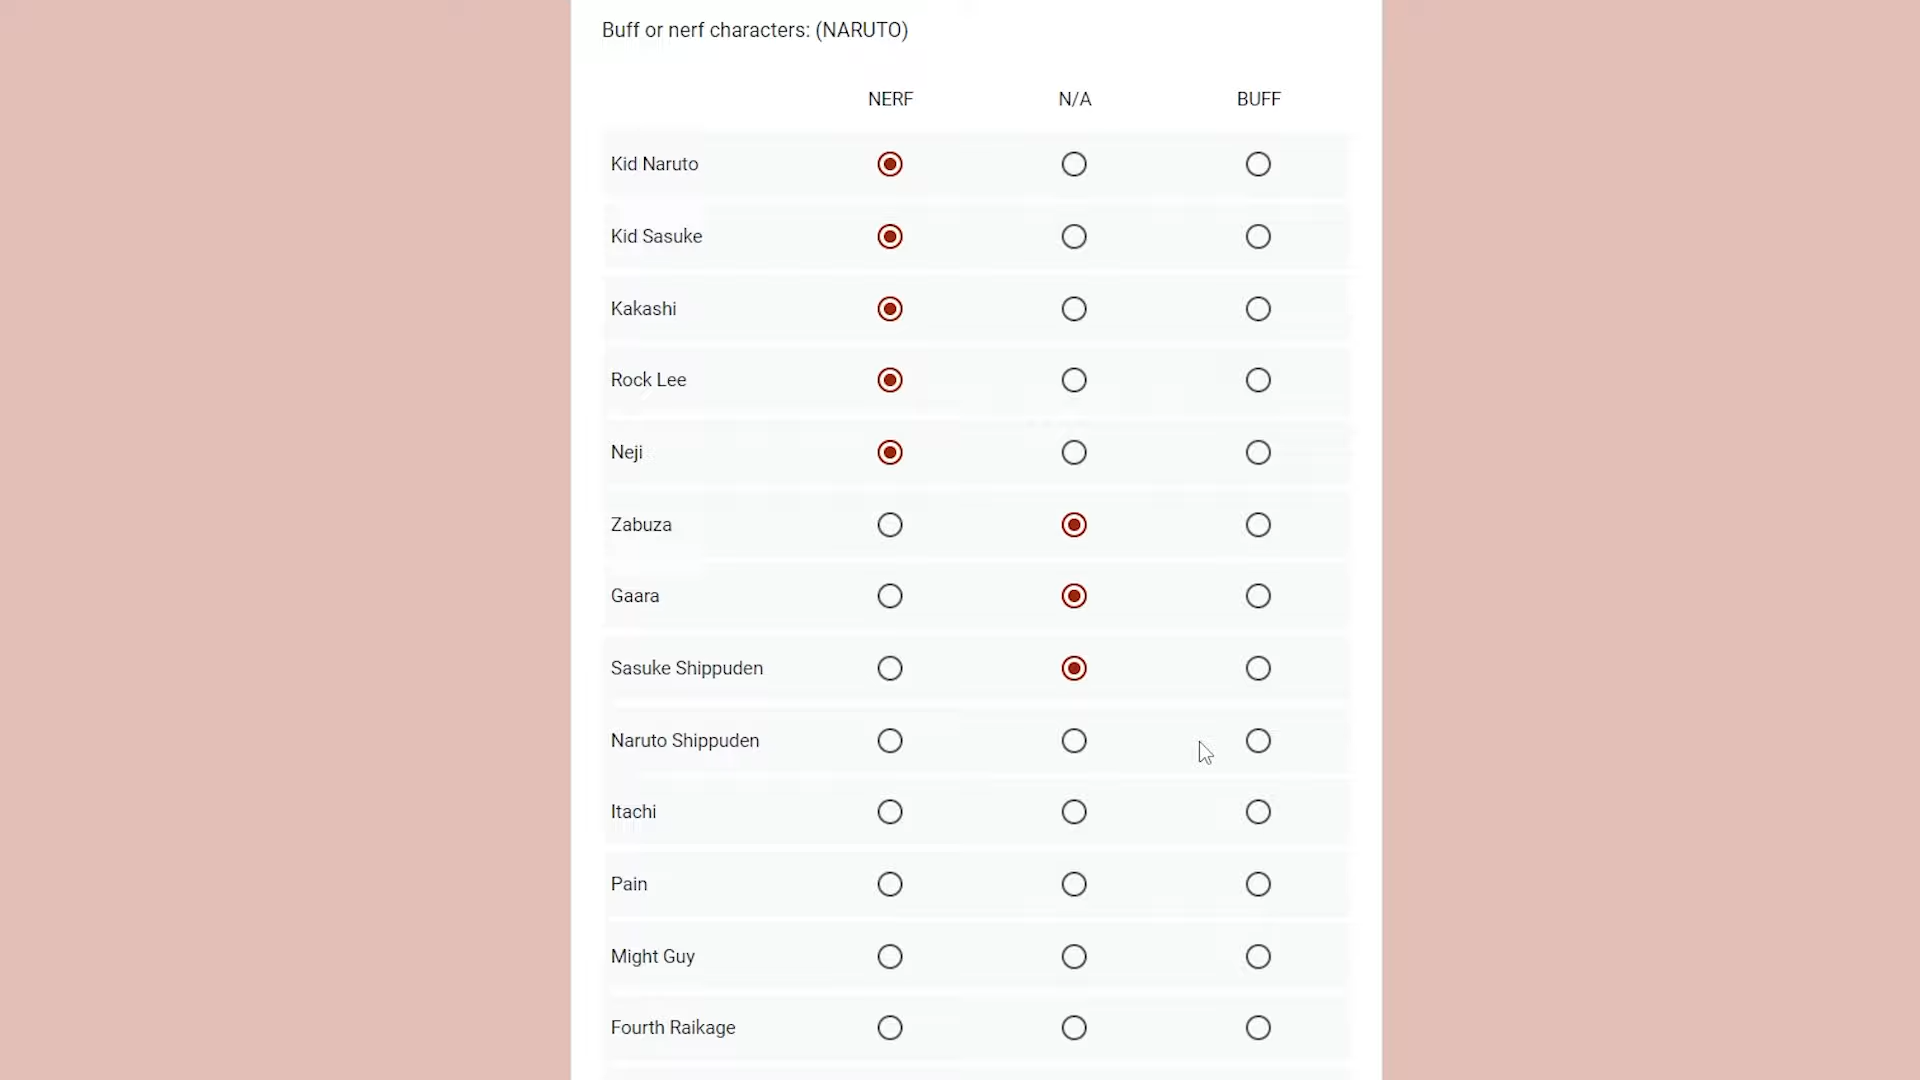 Buff or nerf characters: (NARUTO)
NERF N/A BUFF
Kid Naruto
Kid Sasuke
Kakashi
Rock Lee
Neji
Zabuza
Gaara
Sasuke Shippuden
Naruto Shippuden
Itachi
Pain
Might Guy
Fourth Raikage